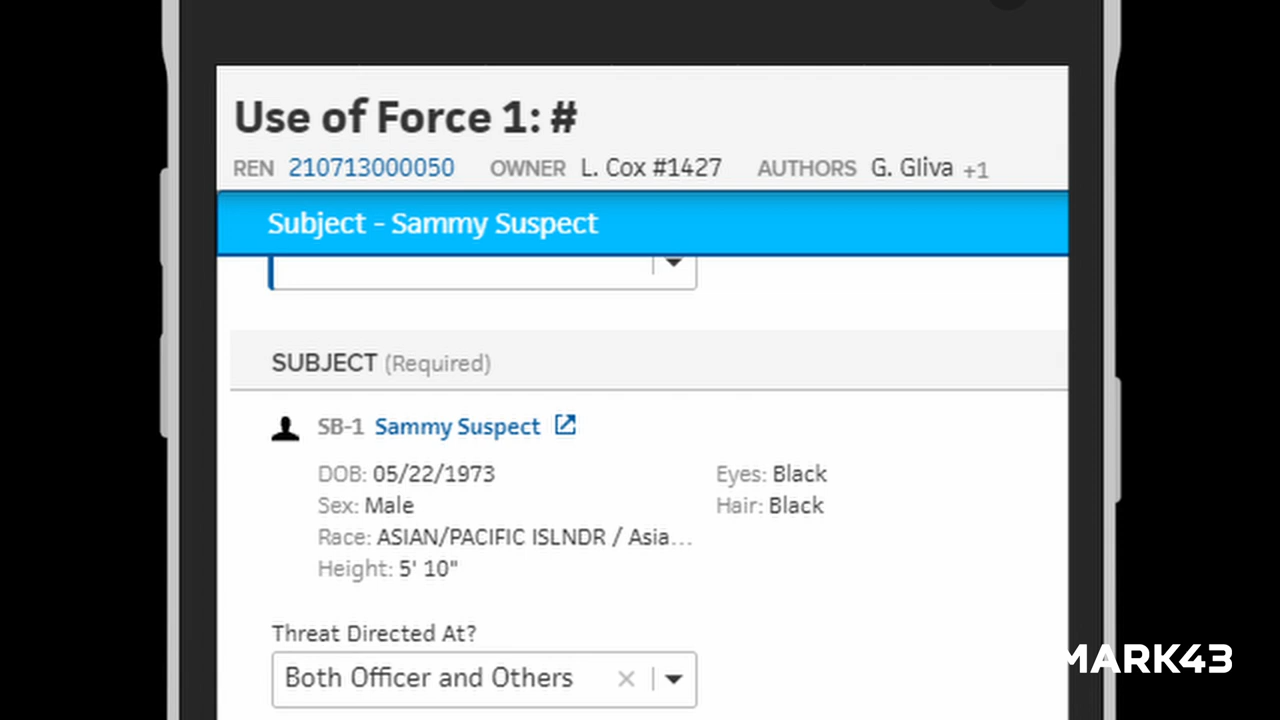 Use of Force 1: #
REN 210713000050 OWNER L. Cox #1427 AUTHORS G. Gliva +1
Subject - Sammy Suspect
SUBJECT (Required)
SB-1 Sammy Suspect
DOB: 05/22/1973 Eyes: Black
Sex: Male Hair: Black
Race: ASIAN/PACIFIC ISLNDR / Asia...
Height: 5' 10"
Threat Directed At?
Both Officer and Others
MARK43